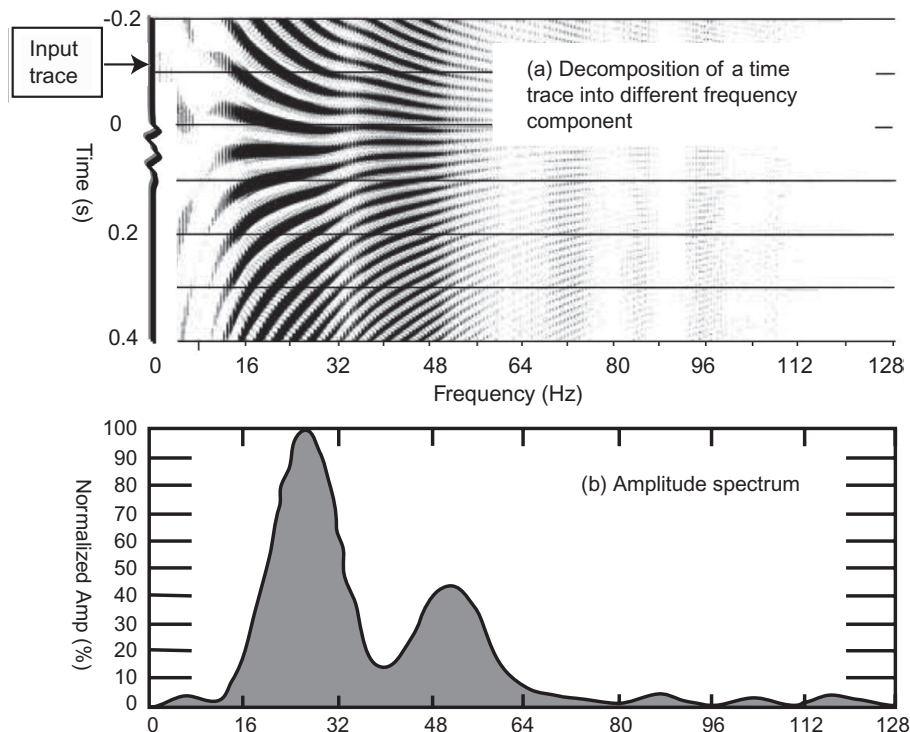 -0.2
Input
trace
(a) Decomposition of a time
trace into different frequency
component
0
Time (s)
0.2
0.4
0 16 32 48 64 80 96 112 128
Frequency (Hz)
100
90
80
70
60
50
40
30
20
10
0
Normalized Amp (%)
(b) Amplitude spectrum
0 16 32 48 64 80 96 112 128